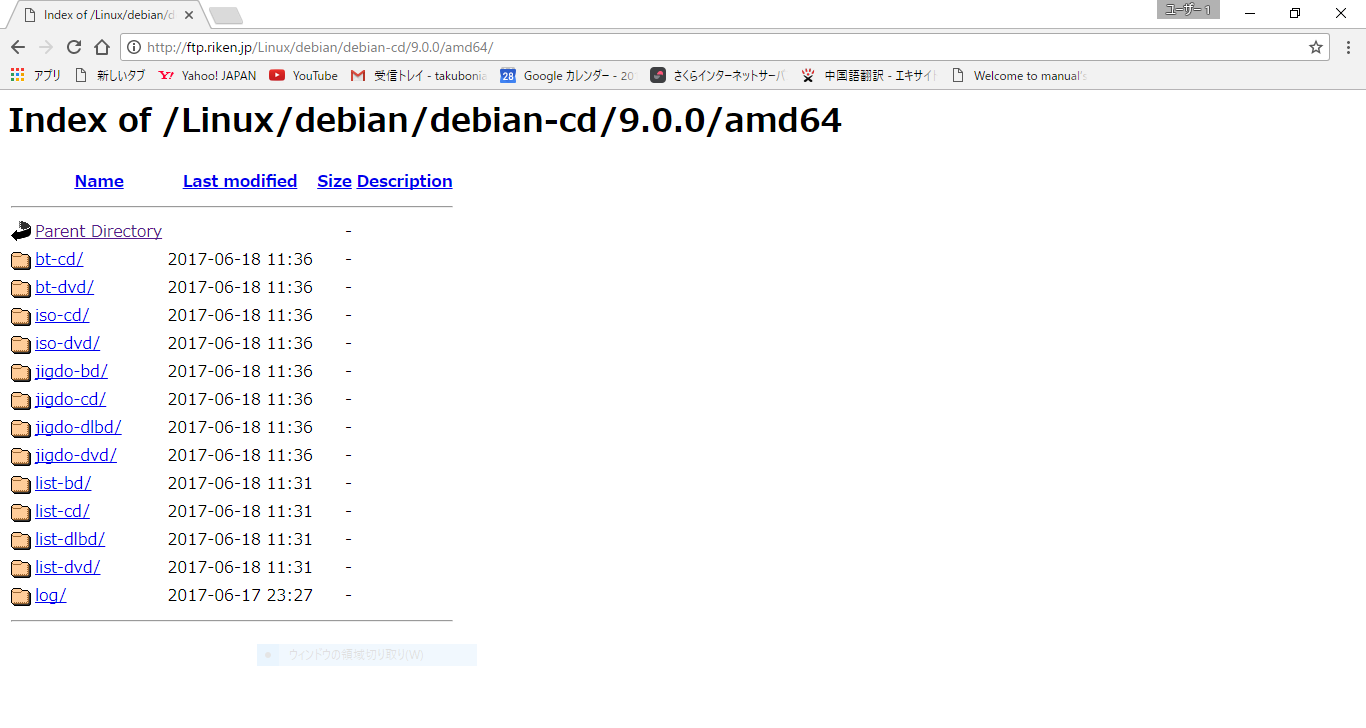 Index of /Linux/debian/d
ユーザー 1
http://ftp.riken.jp/Linux/debian/debian-cd/9.0.0/amd64/
アプリ 新しいタブ Yahoo! JAPAN YouTube 受信トレイ - takubonia 28 Google カレンダー - 20 さくらインターネットサーバ 中国語翻訳 - エキサイト Welcome to manual's
Index of /Linux/debian/debian-cd/9.0.0/amd64
Name Last modified Size Description
Parent Directory -
bt-cd/ 2017-06-18 11:36 -
bt-dvd/ 2017-06-18 11:36 -
iso-cd/ 2017-06-18 11:36 -
iso-dvd/ 2017-06-18 11:36 -
jigdo-bd/ 2017-06-18 11:36 -
jigdo-cd/ 2017-06-18 11:36 -
jigdo-dlbd/ 2017-06-18 11:36 -
jigdo-dvd/ 2017-06-18 11:36 -
list-bd/ 2017-06-18 11:31 -
list-cd/ 2017-06-18 11:31 -
list-dlbd/ 2017-06-18 11:31 -
list-dvd/ 2017-06-18 11:31 -
log/ 2017-06-17 23:27 -
ウィンドウの領域切り取り(W)